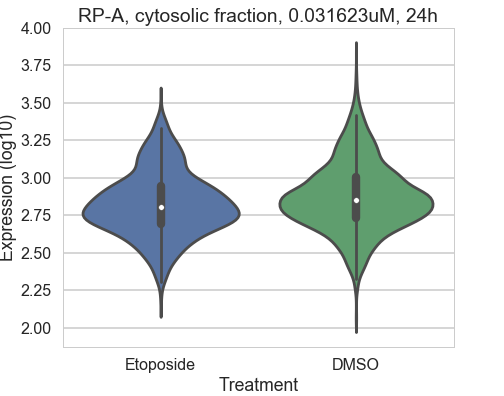 RP-A, cytosolic fraction, 0.031623uM, 24h
4.00
3.75
3.50
3.25
3.00
2.75
2.50
2.25
2.00
Expression (log10)
Etoposide
DMSO
Treatment